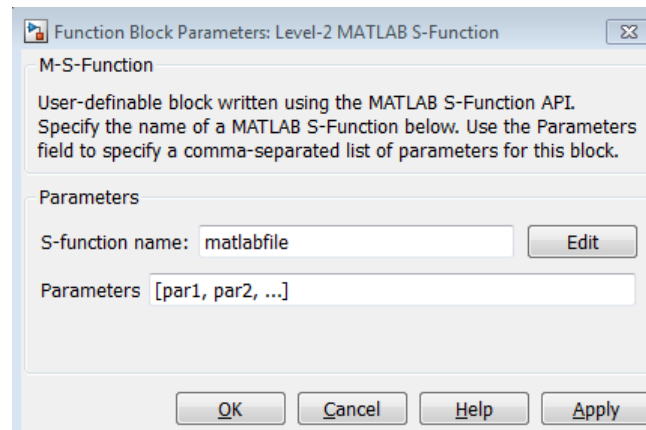 Function Block Parameters: Level-2 MATLAB S-Function
M-S-Function
User-definable block written using the MATLAB S-Function API.
Specify the name of a MATLAB S-Function below. Use the Parameters
field to specify a comma-separated list of parameters for this block.
Parameters
S-function name: matlabfile Edit
Parameters [par1, par2, ...]
OK Cancel Help Apply